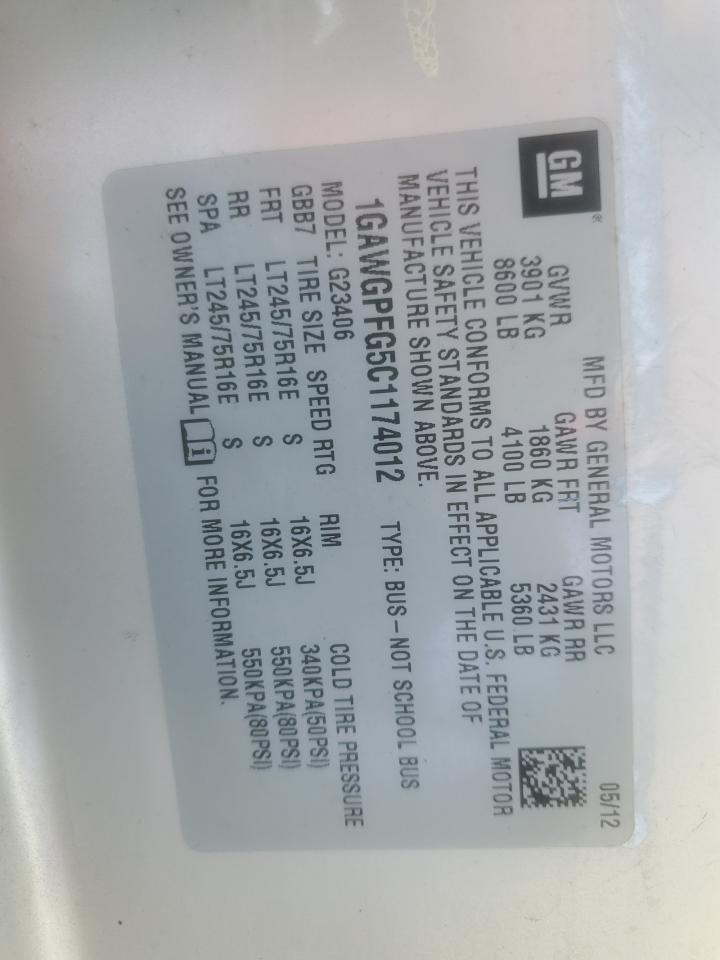 GM ®
MFD BY GENERAL MOTORS LLC 05/12
GVWR GAWR FRT GAWR RR
3901 KG 1860 KG 2431 KG
8600 LB 4100 LB 5360 LB
THIS VEHICLE CONFORMS TO ALL APPLICABLE U.S. FEDERAL MOTOR
VEHICLE SAFETY STANDARDS IN EFFECT ON THE DATE OF
MANUFACTURE SHOWN ABOVE.
1GAWGPFG5C1174012 TYPE: BUS–NOT SCHOOL BUS
MODEL: G23406
GBB7 TIRE SIZE SPEED RTG RIM COLD TIRE PRESSURE
FRT LT245/75R16E S 16X6.5J 340KPA(50PSI)
RR LT245/75R16E S 16X6.5J 550KPA(80PSI)
SPA LT245/75R16E S 16X6.5J 550KPA(80PSI)
SEE OWNER'S MANUAL i FOR MORE INFORMATION.